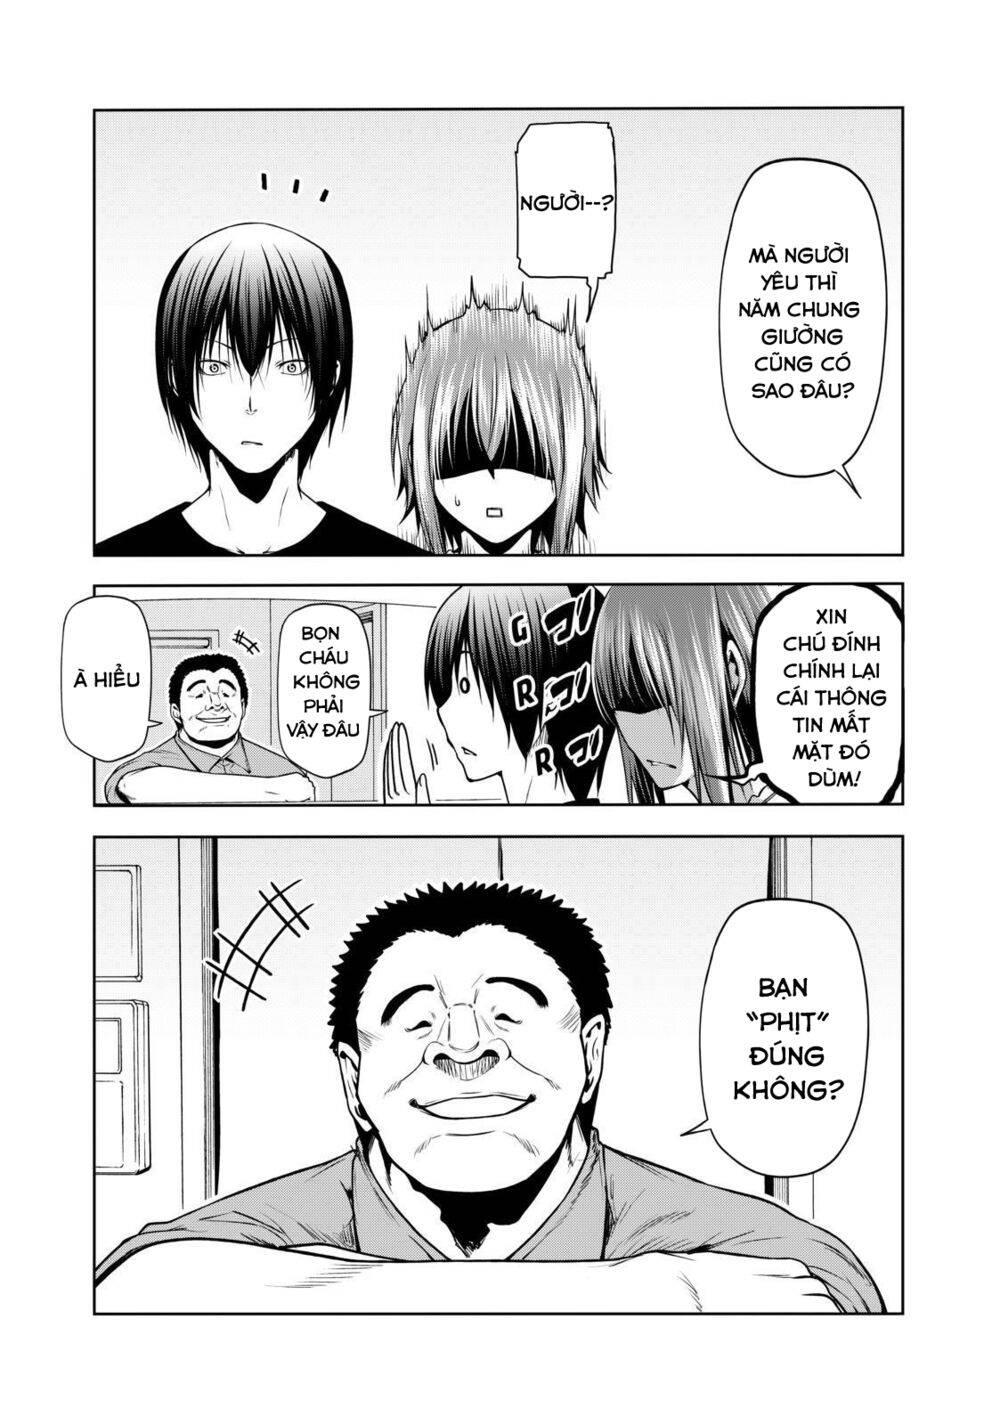 MÀ NGƯỜI
YÊU THÌ
NĂM CHUNG
GIƯỜNG
CŨNG CÓ
SAO ĐÂU?
NGƯỜI--?
XIN
CHÚ ĐÍNH
CHÍNH LẠI
CÁI THÔNG
TIN MẤT
MẶT ĐÓ
DÙM!
G
R
R
BỌN
CHÁU
KHÔNG
PHẢI
VẬY ĐÂU
À HIỂU
BẠN
“PHỊT“
ĐÚNG
KHÔNG?